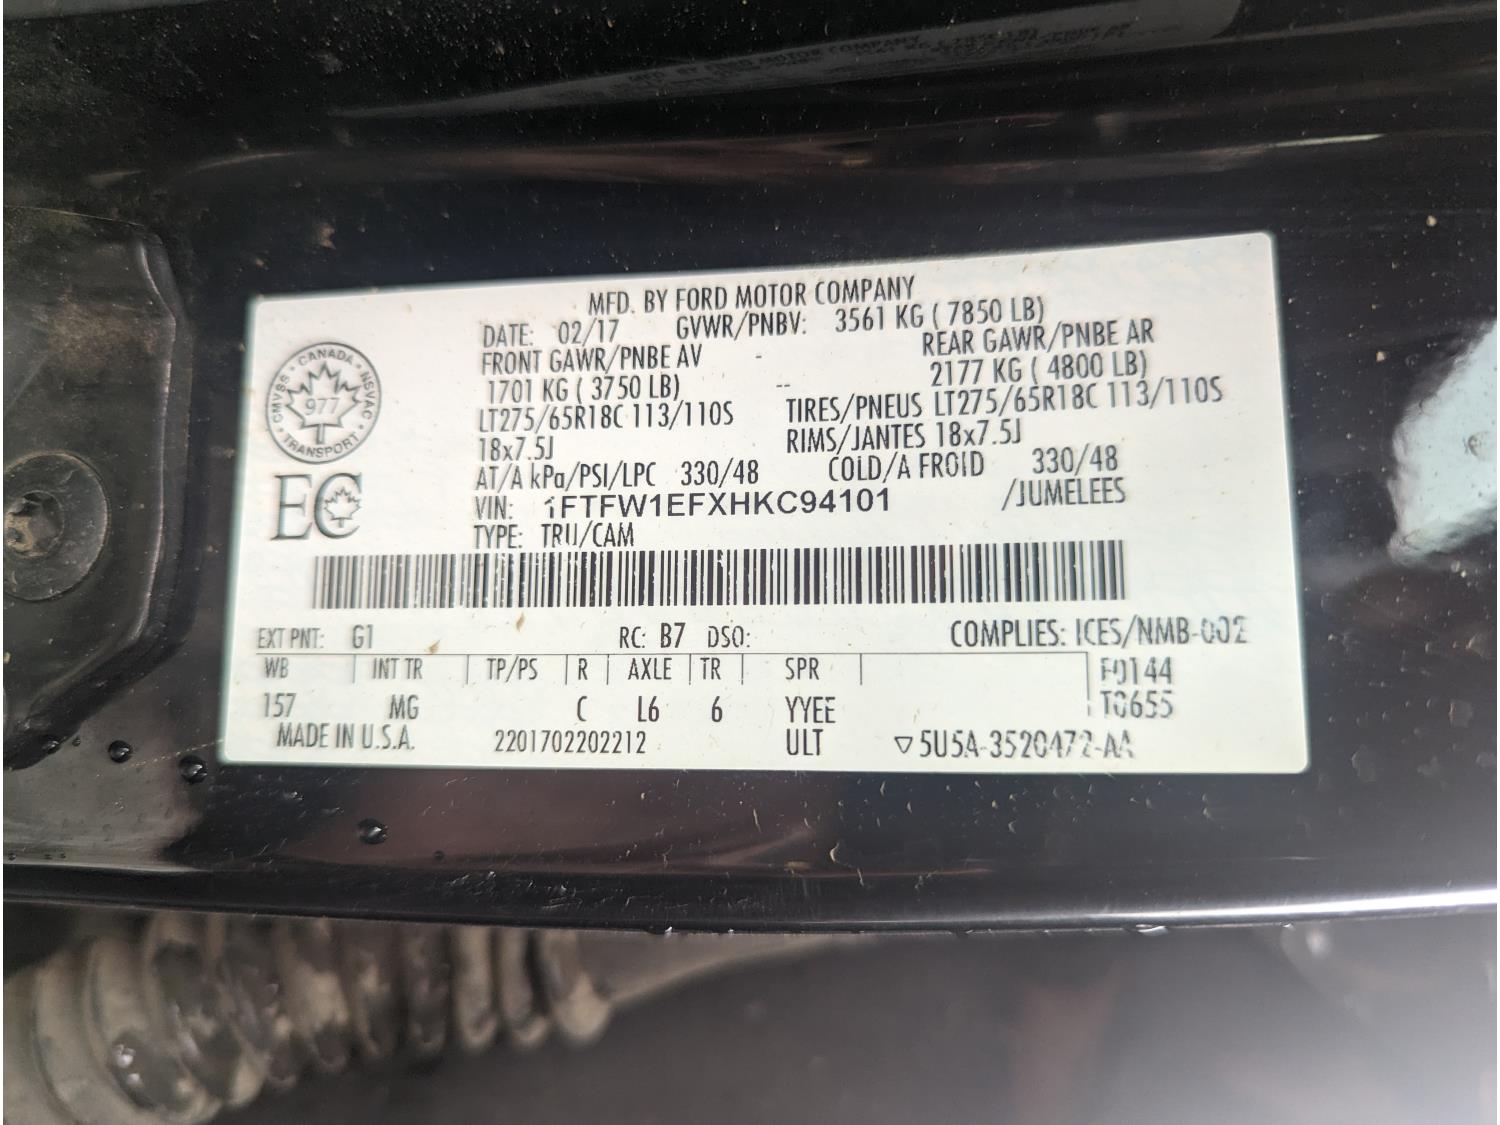 MFD. BY FORD MOTOR COMPANY
DATE: 02/17 GVWR/PNBV: 3561 KG ( 7850 LB)
FRONT GAWR/PNBE AV - REAR GAWR/PNBE AR
1701 KG ( 3750 LB) -- 2177 KG ( 4800 LB)
LT275/65R18C 113/110S TIRES/PNEUS LT275/65R18C 113/110S
18x7.5J RIMS/JANTES 18x7.5J
AT/A kPa/PSI/LPC 330/48 COLD/A FROID 330/48
VIN: 1FTFW1EFXHKC94101 /JUMELEES
TYPE: TRU/CAM
CANADA
CMVSS
NSVAC
977
TRANSPORT
EC
EXT PNT: G1 RC: B7 DSO: COMPLIES: ICES/NMB-002
WB INT TR TP/PS R AXLE TR SPR F0144
157 MG C L6 6 YYEE T0655
MADE IN U.S.A. 2201702202212 ULT ▽5U5A-3520472-AA